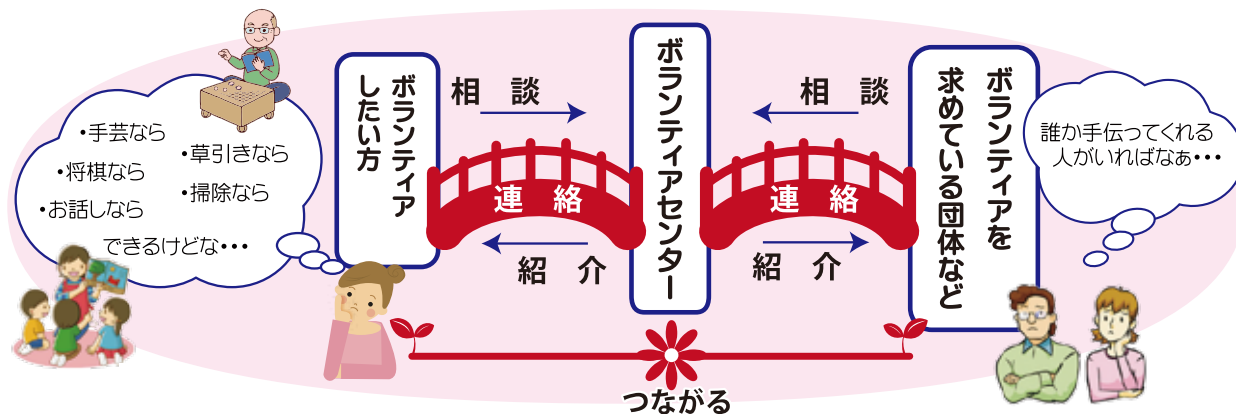 ・手芸なら
・将棋なら
・お話しなら
・草引きなら
・掃除なら
できるけどな・・・
ボランティア
したい方
相談
連絡
紹介
ボランティアセンター
相談
連絡
紹介
ボランティアを
求めている団体など
誰か手伝ってくれる
人がいればなぁ・・・
つながる